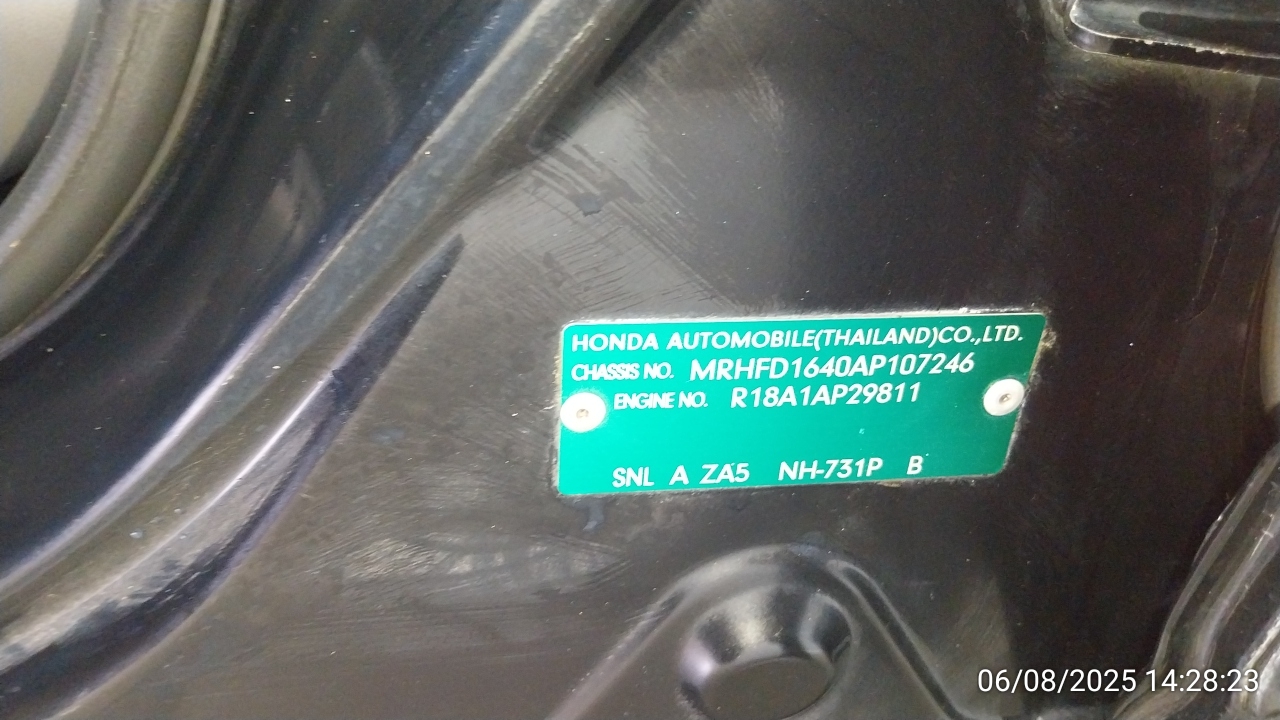 HONDA AUTOMOBILE(THAILAND)CO.,LTD.
CHASSIS NO. MRHFD1640AP107246
ENGINE NO. R18A1AP29811
SNL A ZA5 NH-731P B
06/08/2025 14:28:23